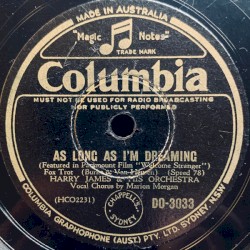 MADE IN AUSTRALIA
"Magic Notes"
TRADE MARK
Columbia
MUST NOT BE USED FOR RADIO BROADCASTING
OR PUBLICLY PERFORMED
AS LONG AS I'M DREAMING
(Featured in Paramount Film "Welcome Stranger")
Fox Trot (Burke & Van Heusen) (Speed 78)
HARRY JAMES & HIS ORCHESTRA
Vocal Chorus by Marion Morgan
(HCO2231)
CHAPPELL'S
SYDNEY
DO-3033
COLUMBIA GRAPHOPHONE (AUST.) PTY. LTD. SYDNEY N.S.W.